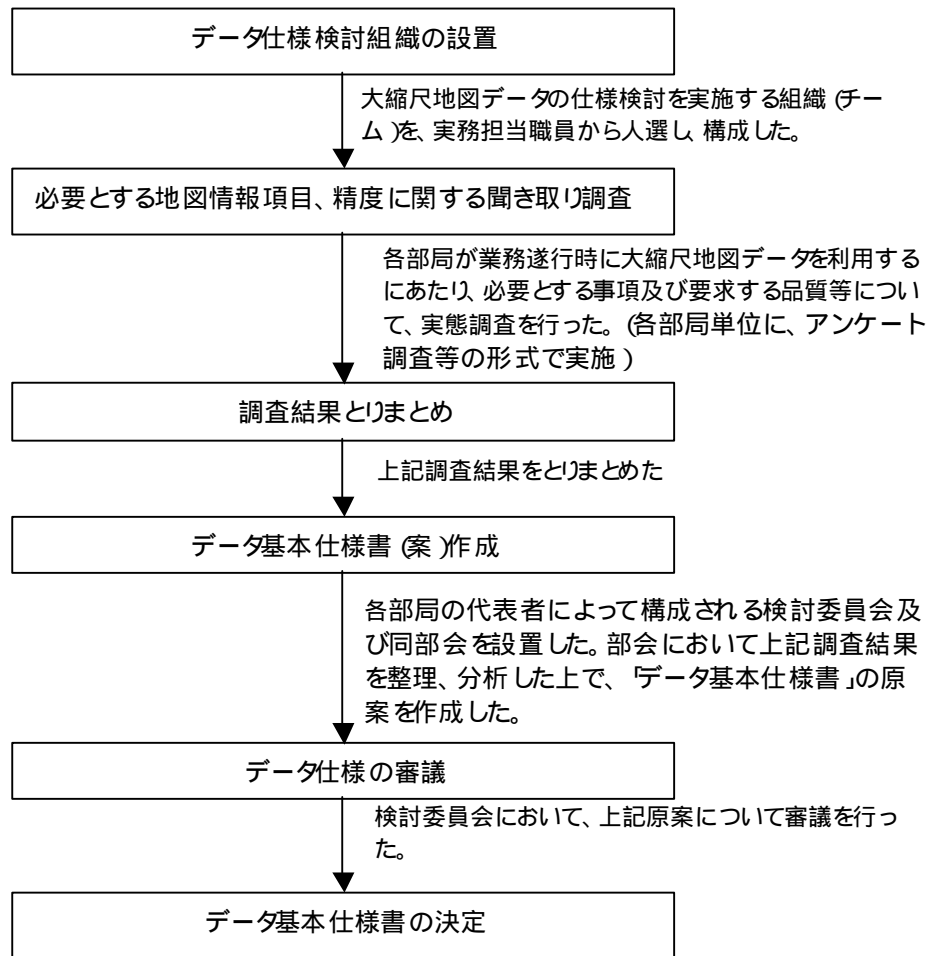 データ仕様検討組織の設置
大縮尺地図データの仕様検討を実施する組織(チー
ム)を、実務担当職員から人選し、構成した。
必要とする地図情報項目、精度に関する聞き取り調査
各部局が業務遂行時に大縮尺地図データを利用する
にあたり、必要とする事項及び要求する品質等につい
て、実態調査を行った。(各部局単位に、アンケート
調査等の形式で実施)
調査結果とりまとめ
上記調査結果をとりまとめた
データ基本仕様書(案)作成
各部局の代表者によって構成される検討委員会及
び同部会を設置した。部会において上記調査結果
を整理、分析した上で、「データ基本仕様書」の原
案を作成した。
データ仕様の審議
検討委員会において、上記原案について審議を行っ
た。
データ基本仕様書の決定